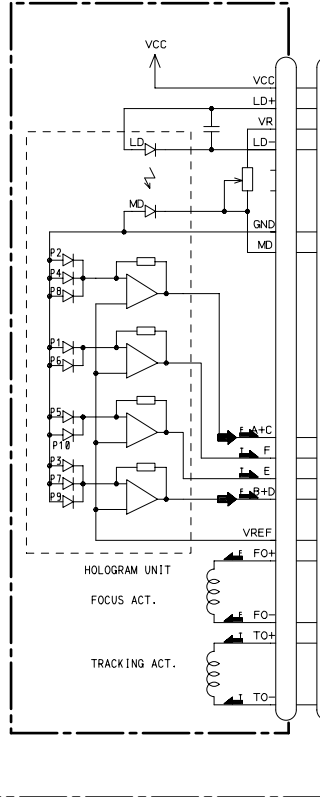 VCC
VCC
LD+
VR
LD
LD-
MD
GND
MD
P2
P4
P8
P1
P6
P5
P10
P3
P7
P9
F A+C
T F
T E
F B+D
VREF
HOLOGRAM UNIT
F FO+
FOCUS ACT.
F FO-
T TO+
TRACKING ACT.
T TO-